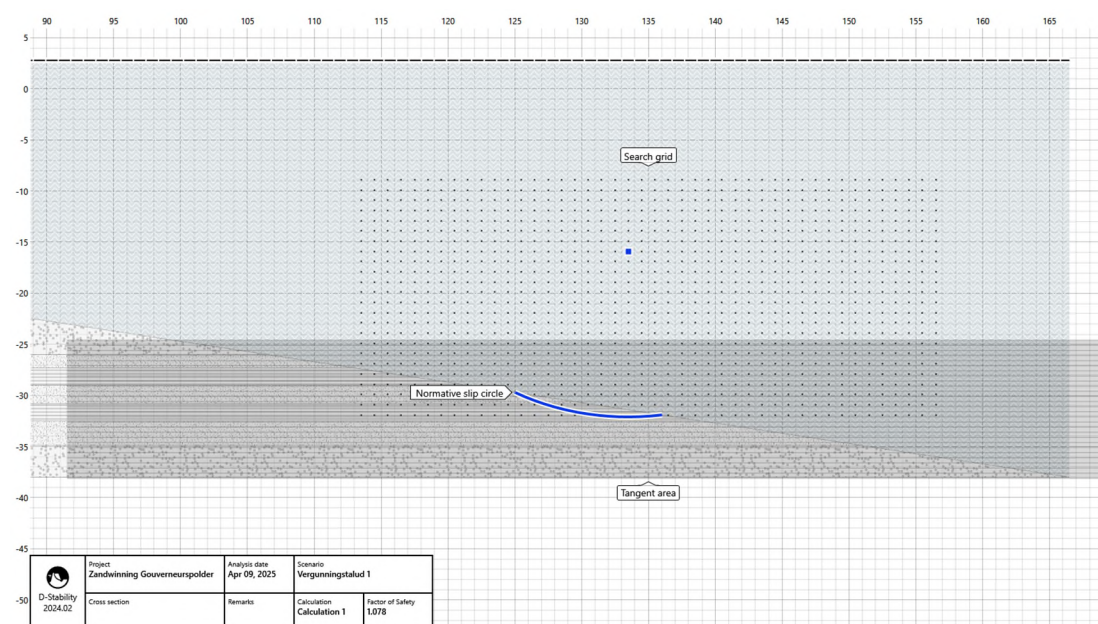 90 95 100 105 110 115 120 125 130 135 140 145 150 155 160 165
5
0
-5
-10
-15
-20
-25
-30
-35
-40
-45
-50
Search grid
Normative slip circle
Tangent area
D-Stability
2024.02
Project
Zandwinning Gouverneurspolder
Analysis date
Apr 09, 2025
Scenario
Vergunningstalud 1
Cross section
Remarks
Calculation
Calculation 1
Factor of Safety
1.078